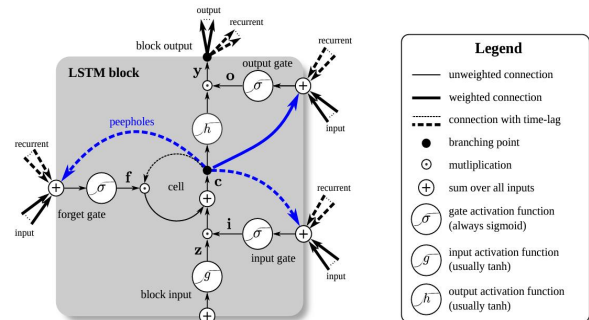 output
recurrent
block output
LSTM block
y
o
output gate
σ
recurrent
input
peepholes
h
recurrent
f
σ
cell
c
forget gate
input
recurrent
i
σ
z
input gate
input
g
block input
Legend
unweighted connection
weighted connection
connection with time-lag
branching point
mutliplication
sum over all inputs
σ
gate activation function
(always sigmoid)
g
input activation function
(usually tanh)
h
output activation function
(usually tanh)